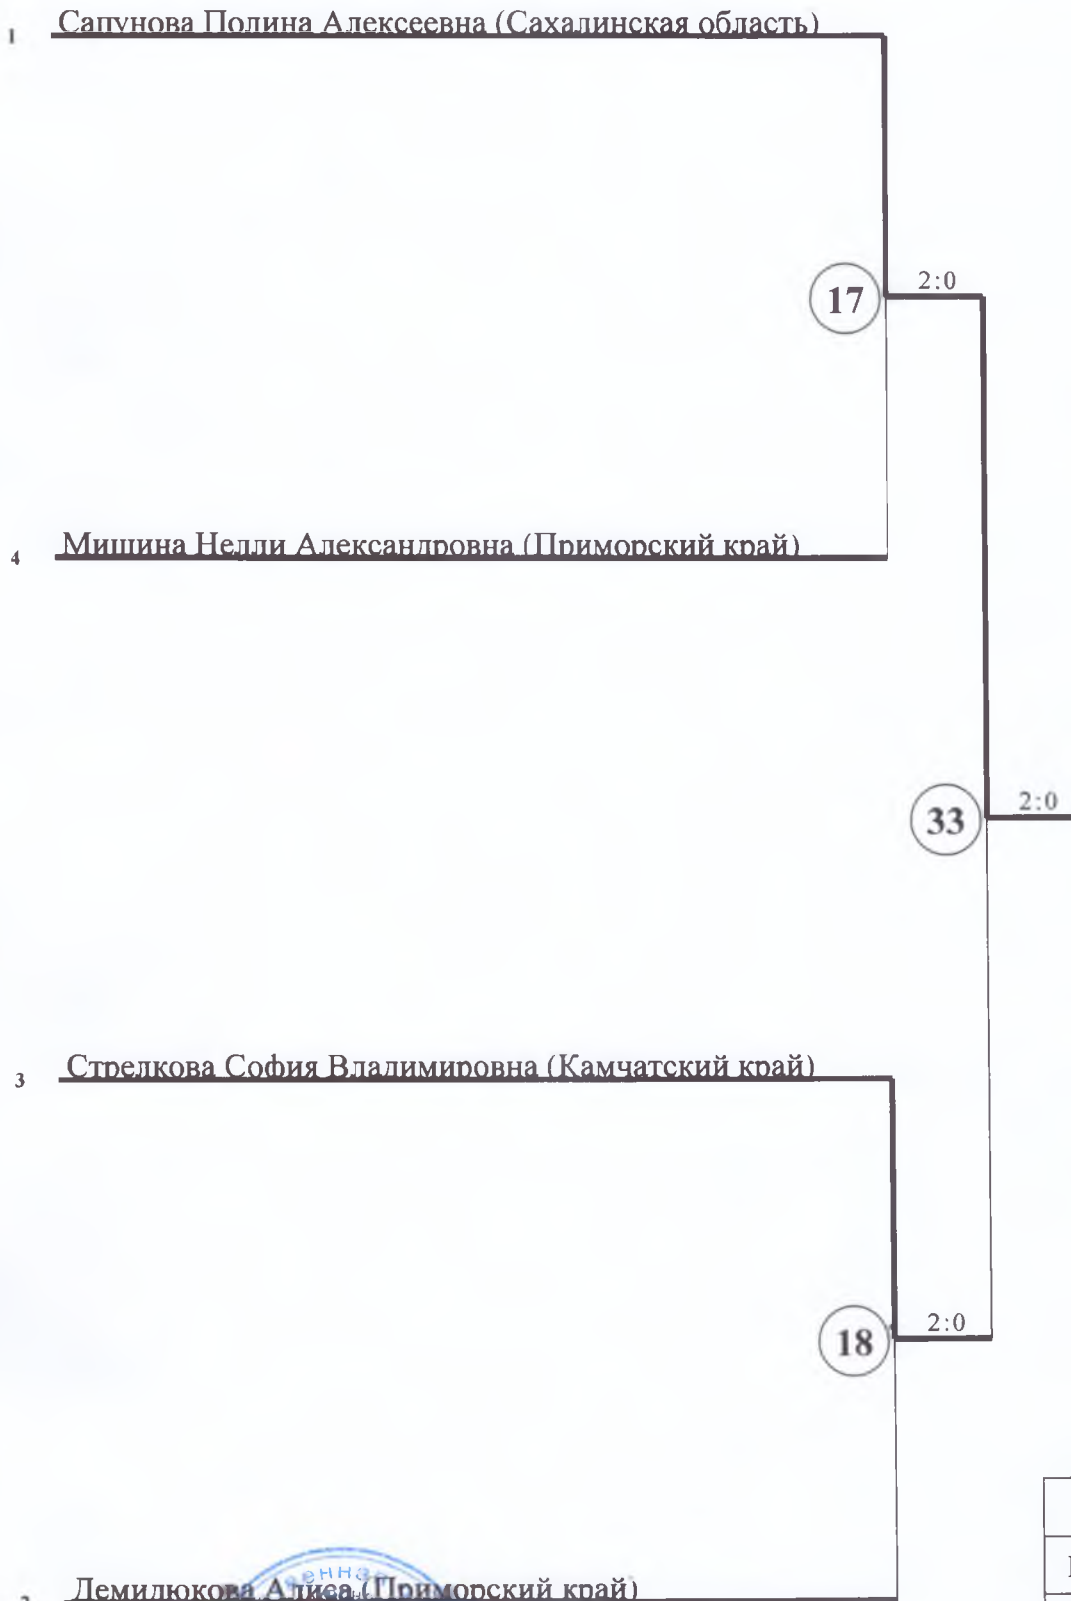 1 Сапунова Полина Алексеевна (Сахалинская область)
17 2:0
4 Мишина Нелли Александровна (Приморский край)
33 2:0
3 Стрелкова София Владимировна (Камчатский край)
18 2:0
Демидюкова Алиса (Приморский край)